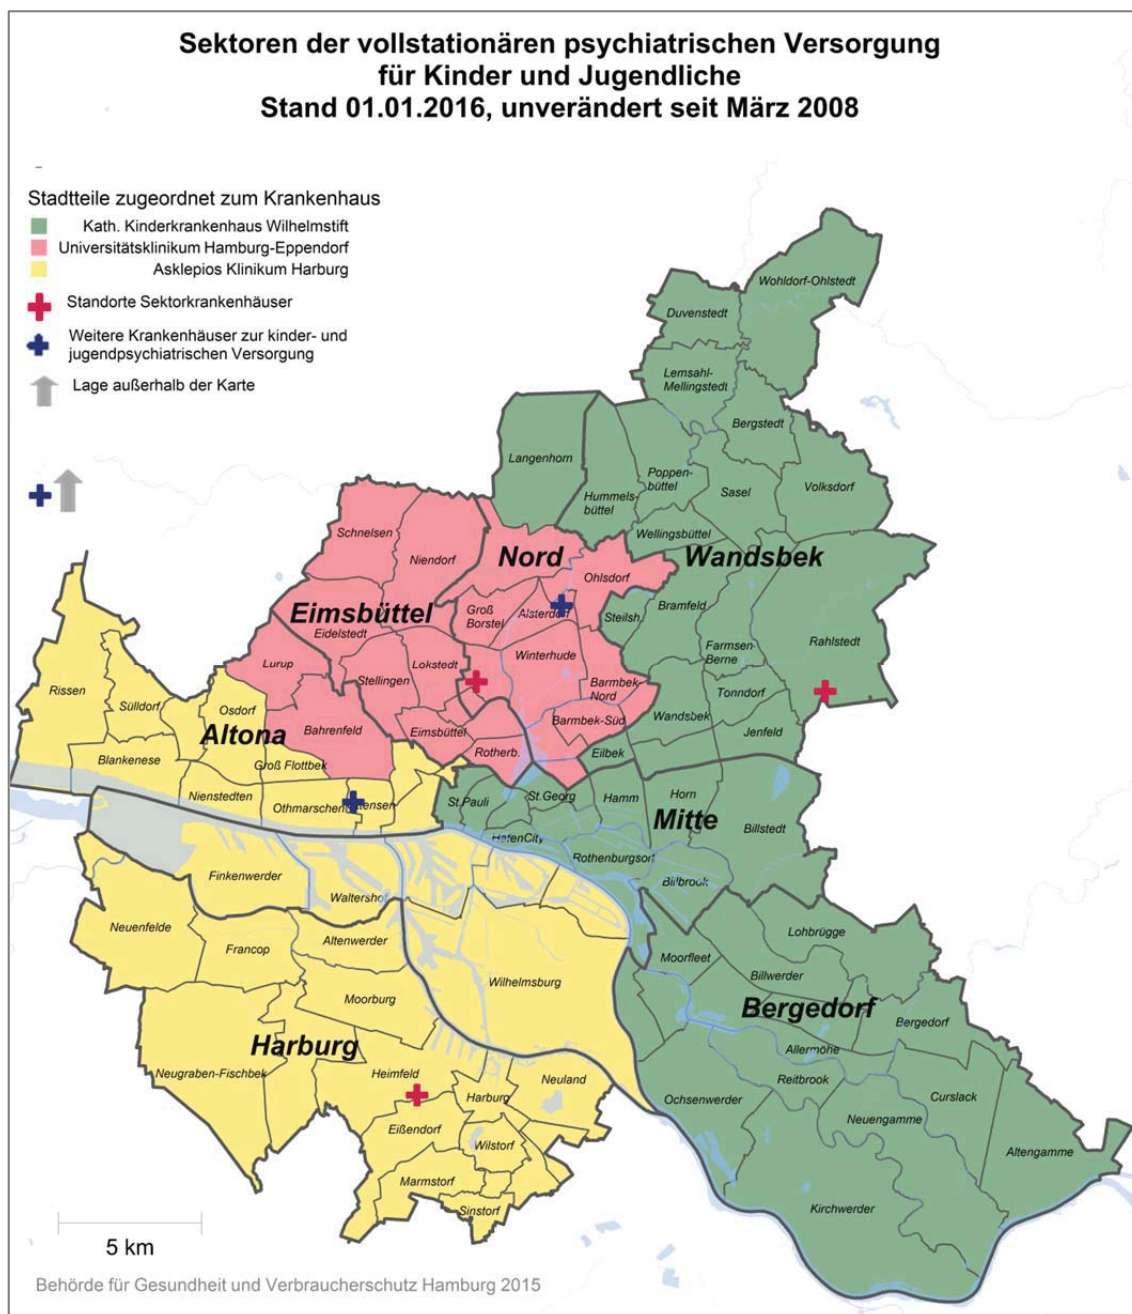 Sektoren der vollstationären psychiatrischen Versorgung
für Kinder und Jugendliche
Stand 01.01.2016, unverändert seit März 2008
Stadtteile zugeordnet zum Krankenhaus
Kath. Kinderkrankenhaus Wilhelmstift
Universitätsklinikum Hamburg-Eppendorf
Asklepios Klinikum Harburg
Standorte Sektorkrankenhäuser
Weitere Krankenhäuser zur kinder- und
jugendpsychiatrischen Versorgung
Lage außerhalb der Karte
Wohldorf-Ohlstedt
Duvenstedt
Lemsahl-
Mellingstedt
Bergstedt
Langenhorn
Poppen-
büttel
Hummels-
büttel
Sasel
Volksdorf
Wellingsbüttel
Schnelsen
Niendorf
Nord
Wandsbek
Ohlsdorf
Eimsbüttel
Groß
Borstel
Alsterdorf
Steilsh.
Bramfeld
Eidelstedt
Rahlstedt
Farmsen-
Berne
Lurup
Lokstedt
Winterhude
Stellingen
Barmbek-
Nord
Rissen
Sülldorf
Osdorf
Tonndorf
Altona
Bahrenfeld
Eimsbüttel
Barmbek-Süd
Wandsbek
Jenfeld
Rotherb.
Eilbek
Blankenese
Groß Flottbek
Nienstedten
Othmarschen
St.Pauli
St.Georg
Hamm
Horn
Mitte
Billstedt
HafenCity
Rothenburgsort
Billbrook
Finkenwerder
Waltershof
Neuenfelde
Francop
Altenwerder
Lohbrügge
Moorfleet
Billwerder
Wilhelmsburg
Moorburg
Bergedorf
Bergedorf
Harburg
Allermöhe
Neugraben-Fischbek
Heimfeld
Neuland
Reitbrook
Harburg
Ochsenwerder
Curslack
Neuengamme
Eißendorf
Wilstorf
Altengamme
Marmstorf
Sinstorf
Kirchwerder
5 km
Behörde für Gesundheit und Verbraucherschutz Hamburg 2015